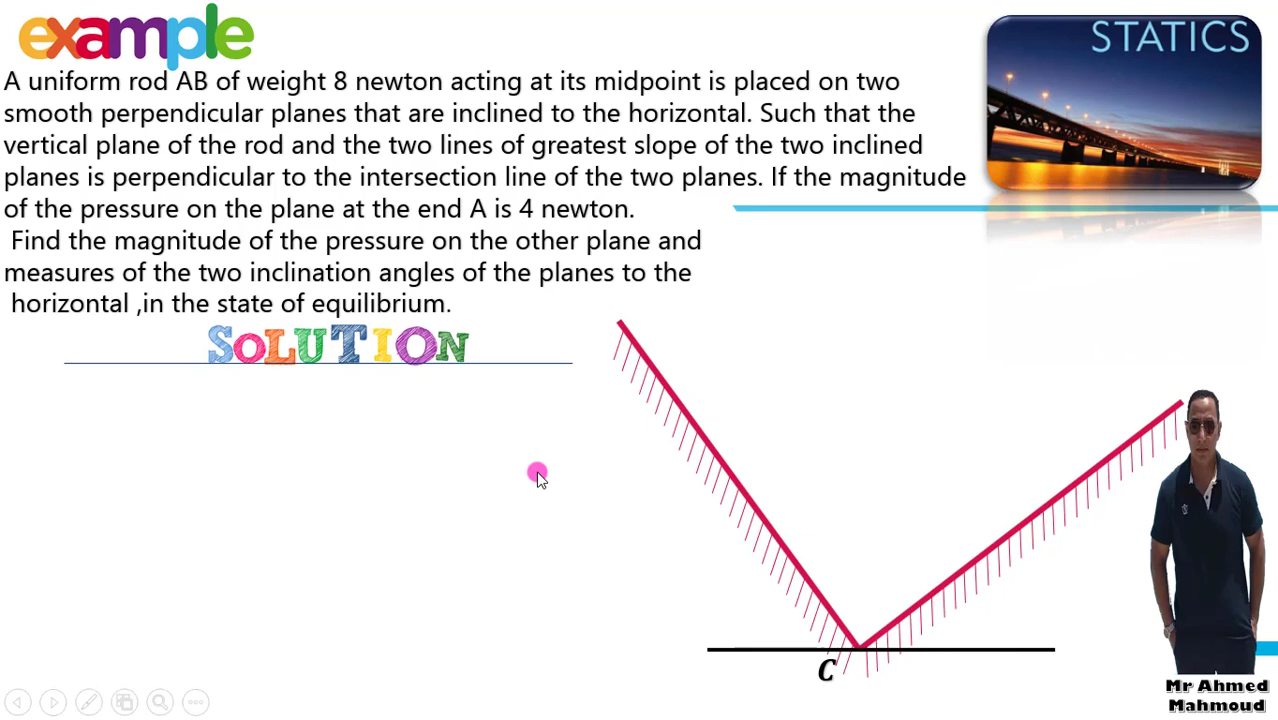 example
STATICS
A uniform rod AB of weight 8 newton acting at its midpoint is placed on two
smooth perpendicular planes that are inclined to the horizontal. Such that the
vertical plane of the rod and the two lines of greatest slope of the two inclined
planes is perpendicular to the intersection line of the two planes. If the magnitude
of the pressure on the plane at the end A is 4 newton.
Find the magnitude of the pressure on the other plane and
measures of the two inclination angles of the planes to the
horizontal ,in the state of equilibrium.
SOLUTION
C
Mr Ahmed
Mahmoud